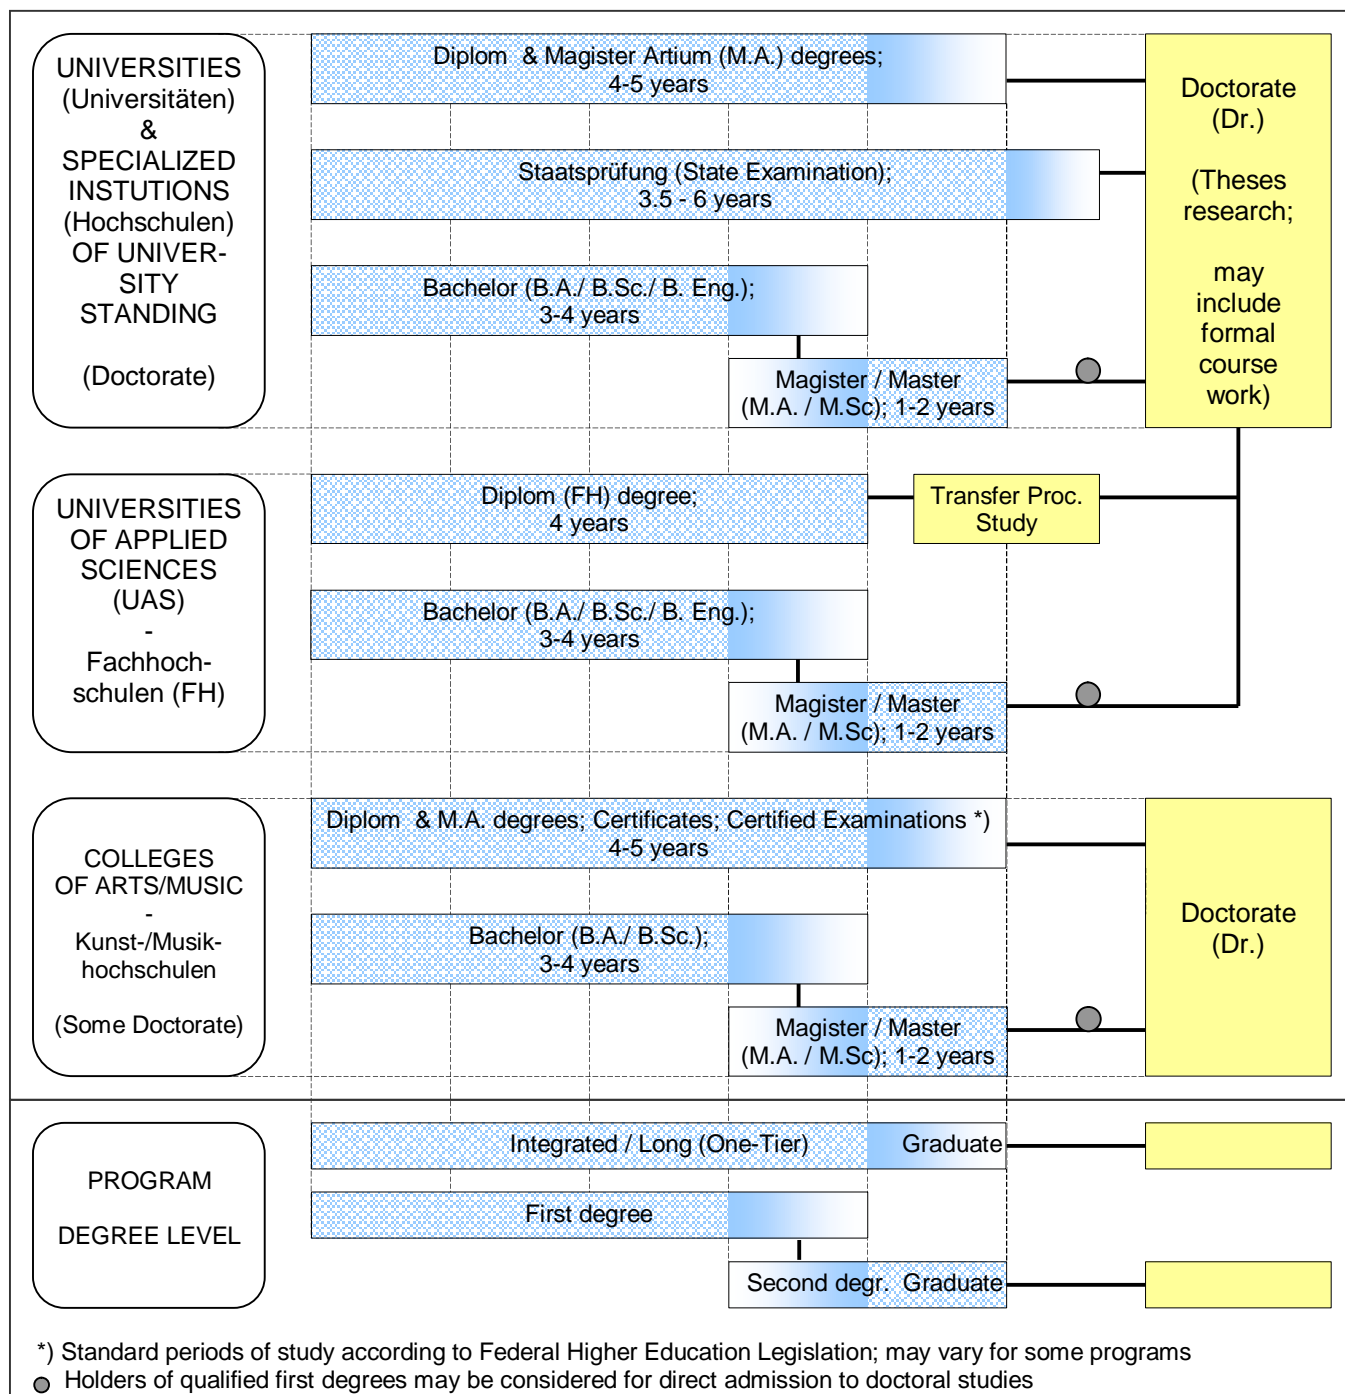 UNIVERSITIES
(Universitäten)
&
SPECIALIZED
INSTUTIONS
(Hochschulen)
OF UNIVER-
SITY
STANDING
(Doctorate)
Diplom & Magister Artium (M.A.) degrees;
4-5 years
Staatsprüfung (State Examination);
3.5 - 6 years
Bachelor (B.A./ B.Sc./ B. Eng.);
3-4 years
Magister / Master
(M.A. / M.Sc); 1-2 years
Doctorate
(Dr.)
(Theses
research;
may
include
formal
course
work)
UNIVERSITIES
OF APPLIED
SCIENCES
(UAS)
-
Fachhoch-
schulen (FH)
Diplom (FH) degree;
4 years
Transfer Proc.
Study
Bachelor (B.A./ B.Sc./ B. Eng.);
3-4 years
Magister / Master
(M.A. / M.Sc); 1-2 years
COLLEGES
OF ARTS/MUSIC
-
Kunst-/Musik-
hochschulen
(Some Doctorate)
Diplom & M.A. degrees; Certificates; Certified Examinations *)
4-5 years
Bachelor (B.A./ B.Sc.);
3-4 years
Magister / Master
(M.A. / M.Sc); 1-2 years
Doctorate
(Dr.)
PROGRAM
DEGREE LEVEL
Integrated / Long (One-Tier) Graduate
First degree
Second degr. Graduate
*) Standard periods of study according to Federal Higher Education Legislation; may vary for some programs
Holders of qualified first degrees may be considered for direct admission to doctoral studies